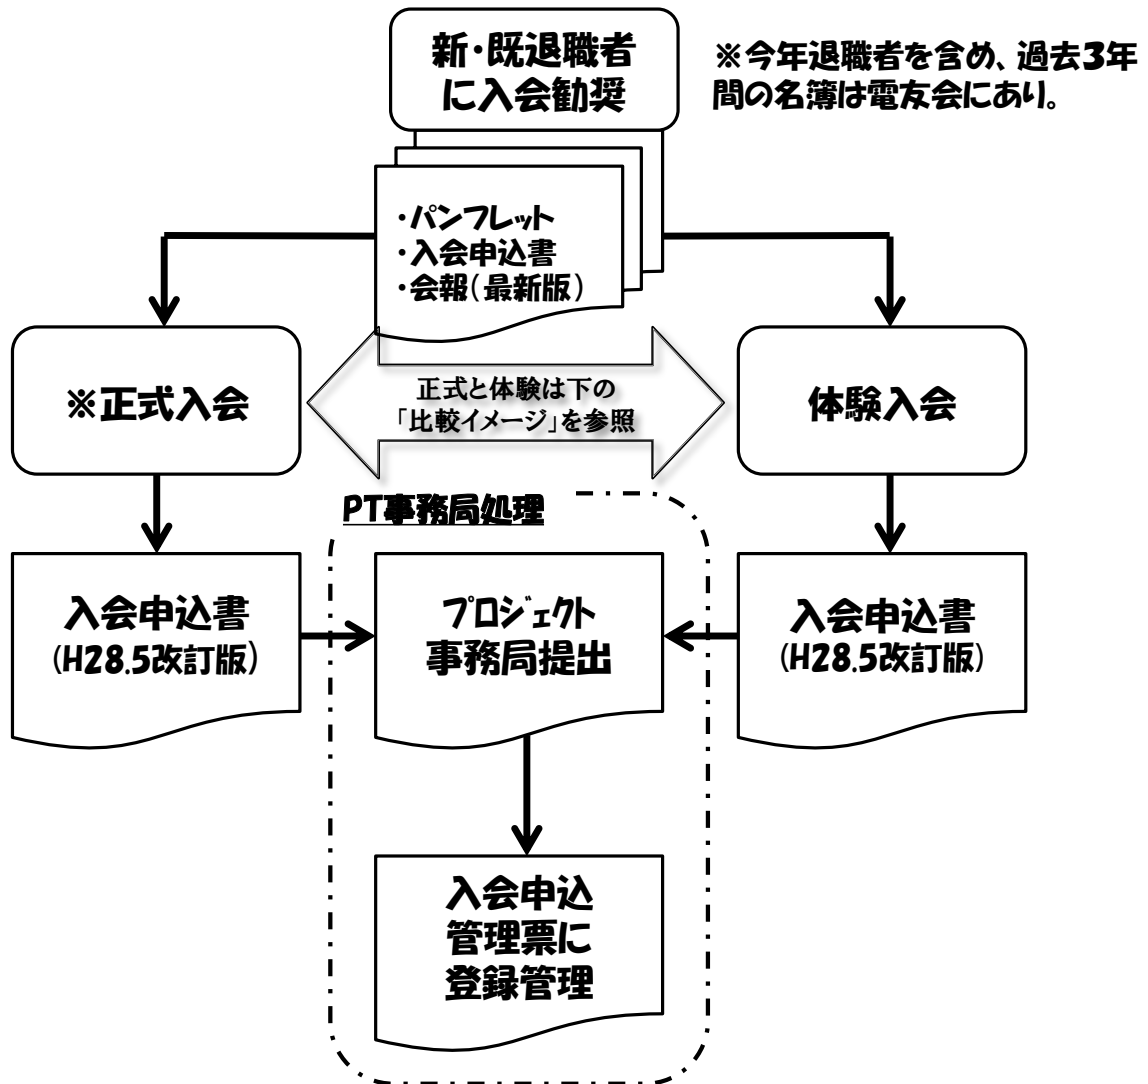 新・既退職者
に入会勧奨
※今年退職者を含め、過去3年
間の名簿は電友会にあり。
・パンフレット
・入会申込書
・会報(最新版)
※正式入会
正式と体験は下の
「比較イメージ」を参照
体験入会
PT事務局処理
入会申込書
(H28.5改訂版)
プロジェクト
事務局提出
入会申込書
(H28.5改訂版)
入会申込
管理票に
登録管理